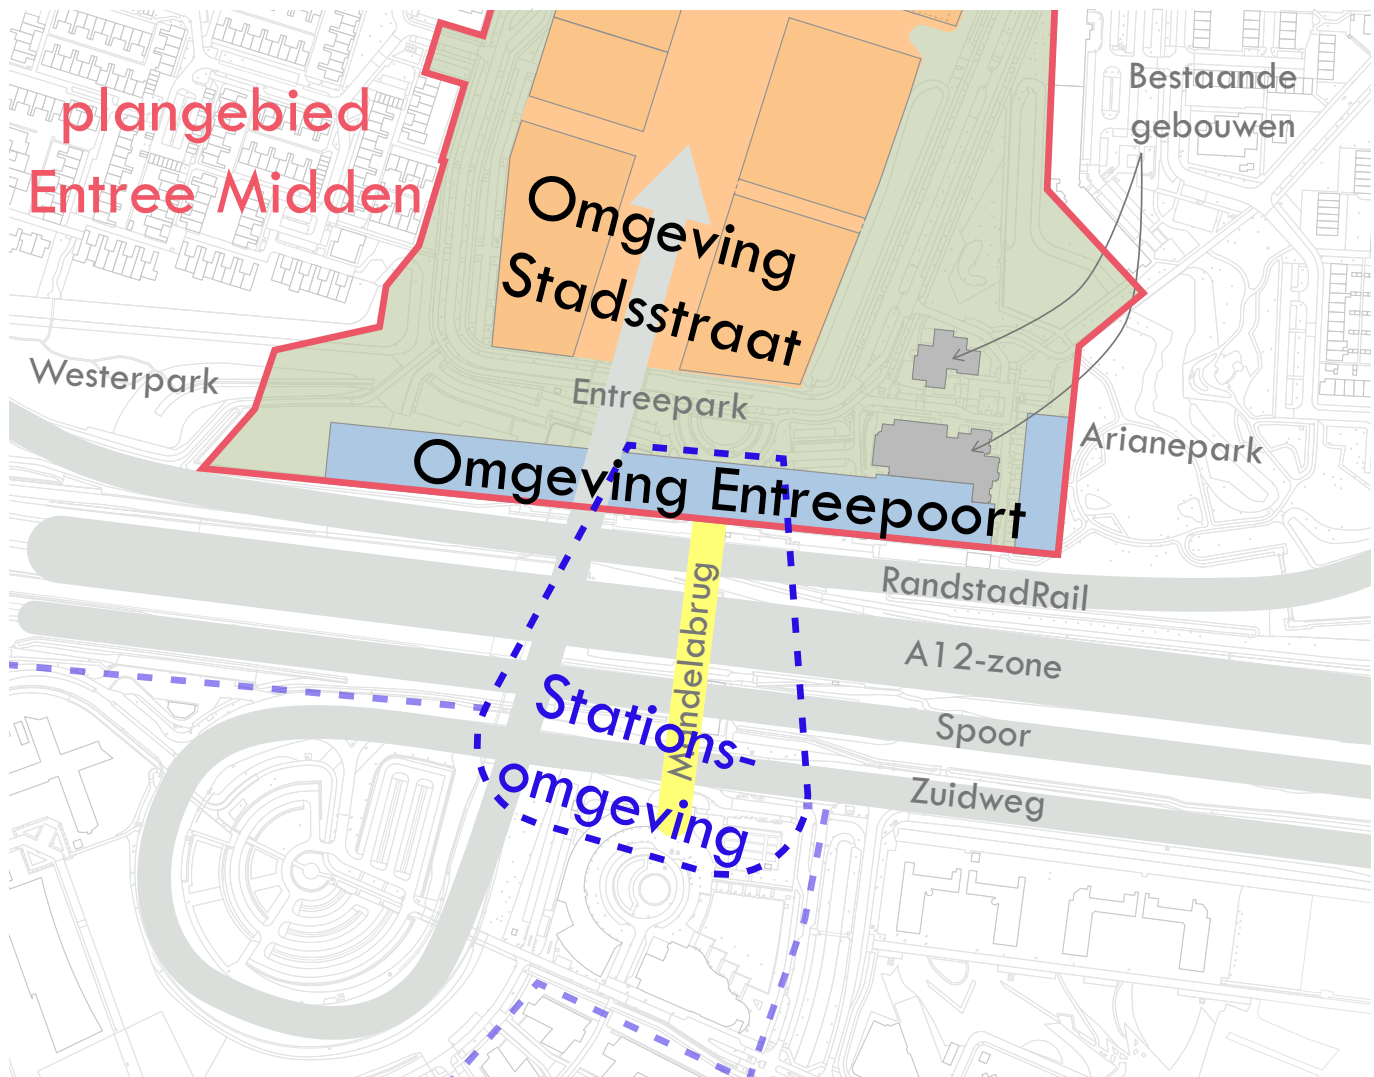 plangebied
Entree Midden
Bestaande
gebouwen
Omgeving
Stadsstraat
Westerpark
Entreepark
Arianepark
Omgeving Entreepoort
RandstadRail
Mandelabrug
A12-zone
Stations-
omgeving
Spoor
Zuidweg